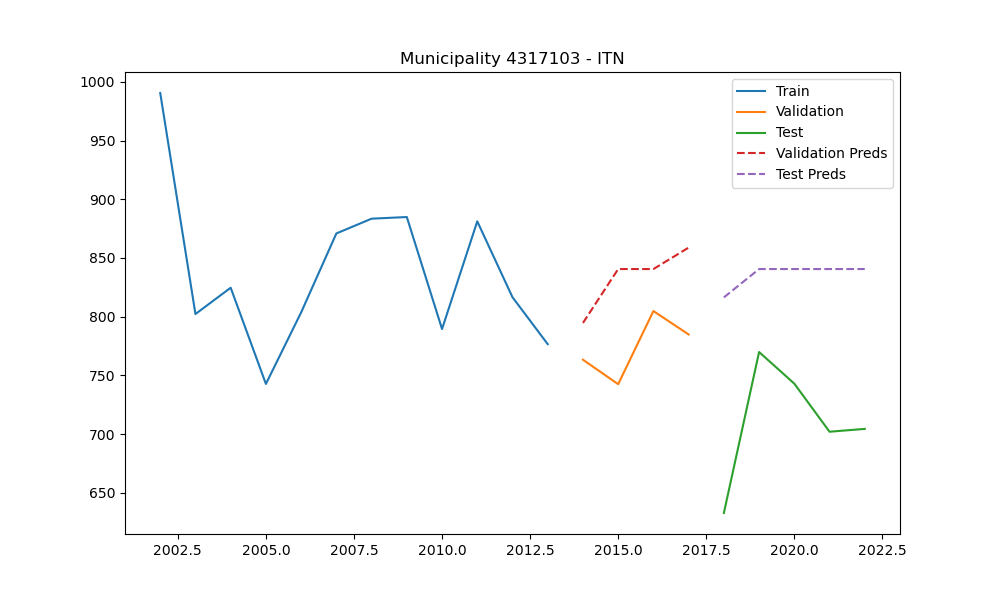 Municipality 4317103 - ITN
1000
950
900
850
800
750
700
650
2002.5 2005.0 2007.5 2010.0 2012.5 2015.0 2017.5 2020.0 2022.5
Train
Validation
Test
Validation Preds
Test Preds